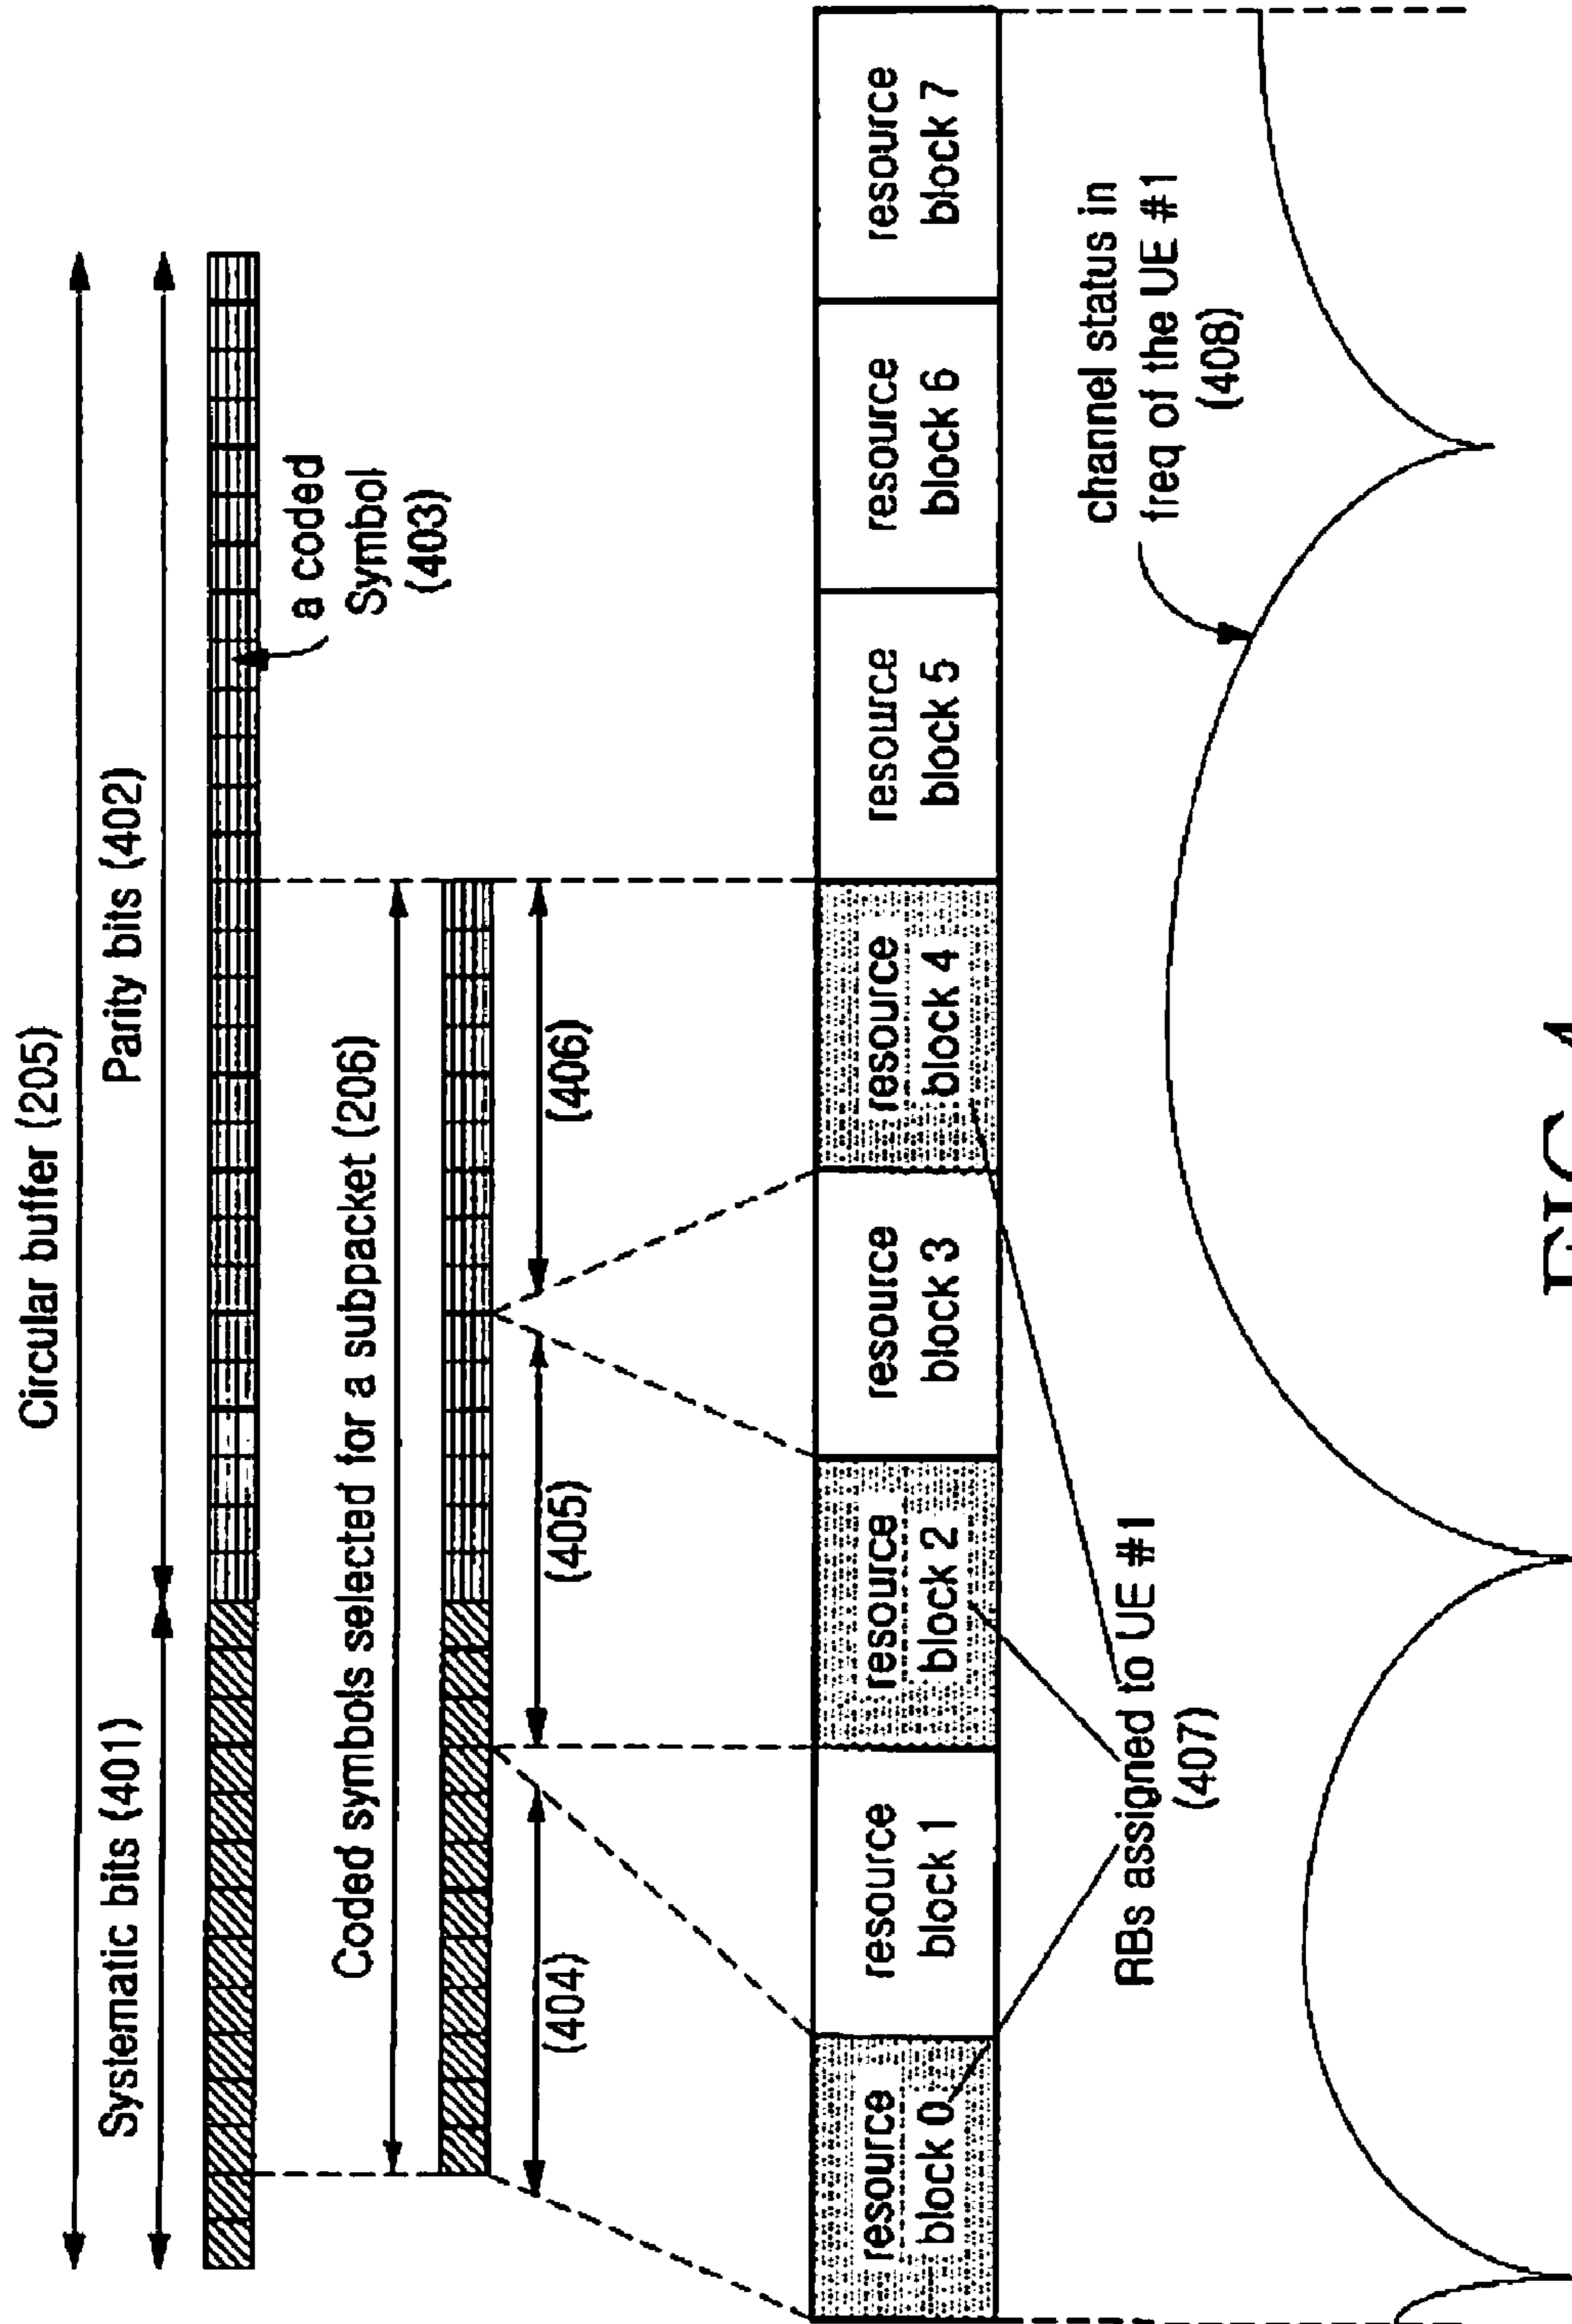 Circular buffer (205)
Systematic bits (401)
Parity bits (402)
a coded
Symbol
(403)
Coded symbols selected for a subpacket (206)
(404)
(405)
(406)
resource
block 0
resource
block 1
resource
block 2
resource
block 3
resource
block 4
resource
block 5
resource
block 6
resource
block 7
RBs assigned to UE #1
(407)
channel status in
freq of the UE #1
(408)